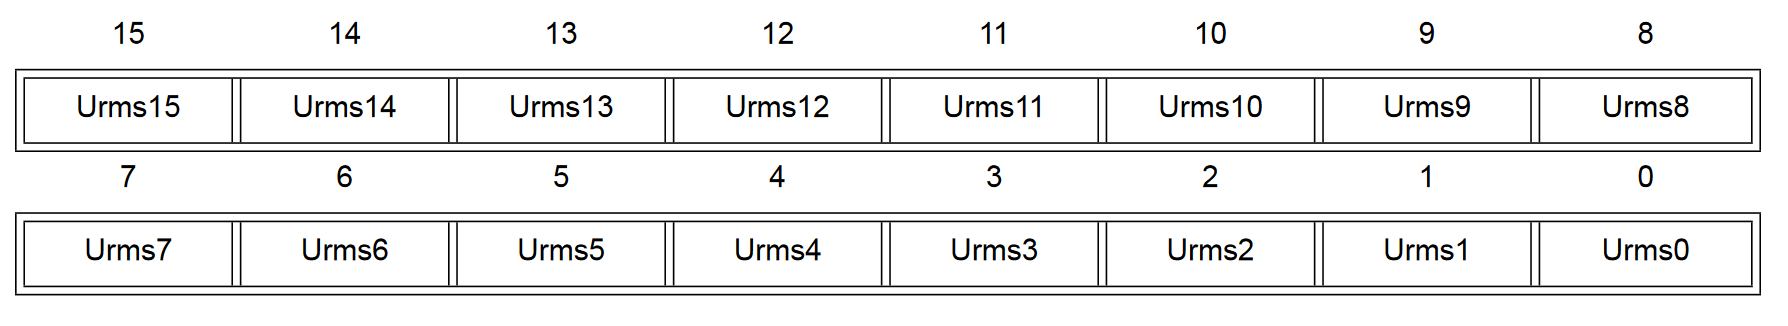 15 14 13 12 11 10 9 8
Urms15 Urms14 Urms13 Urms12 Urms11 Urms10 Urms9 Urms8
7 6 5 4 3 2 1 0
Urms7 Urms6 Urms5 Urms4 Urms3 Urms2 Urms1 Urms0